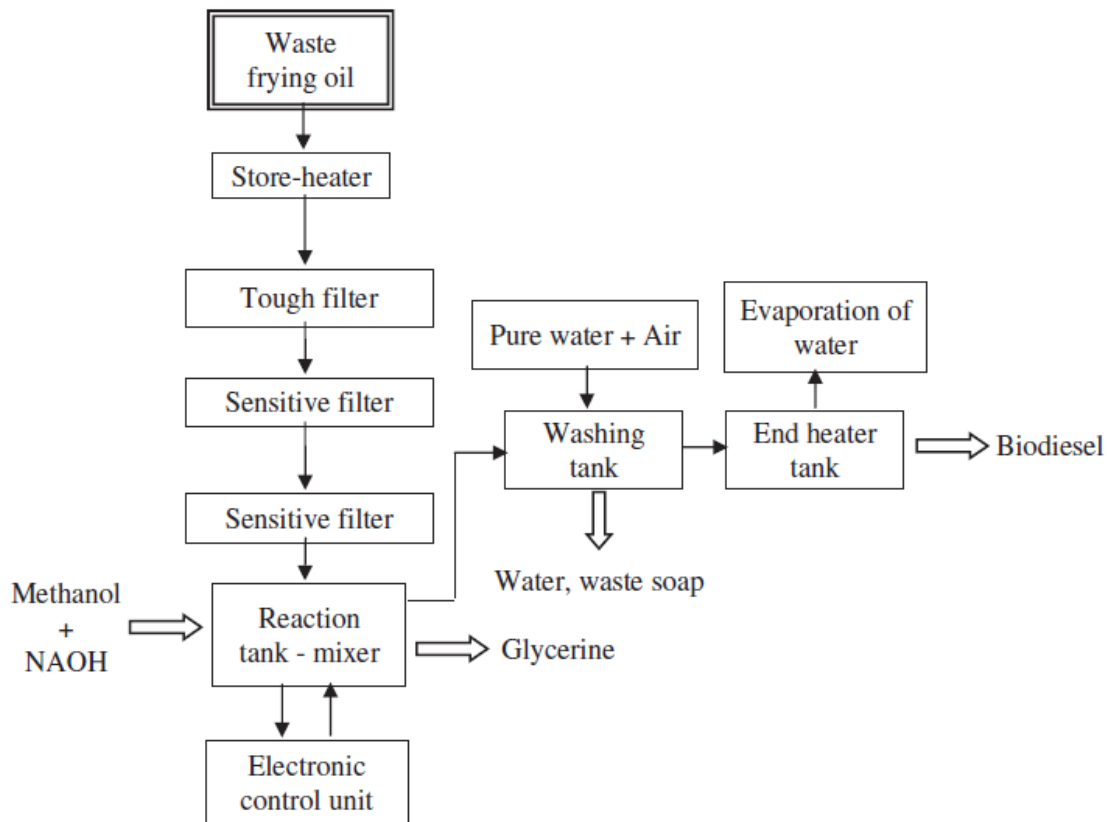 Waste
frying oil
Store-heater
Tough filter
Sensitive filter
Sensitive filter
Methanol
+
NAOH
Reaction
tank - mixer
Glycerine
Electronic
control unit
Pure water + Air
Washing
tank
Water, waste soap
Evaporation of
water
End heater
tank
Biodiesel